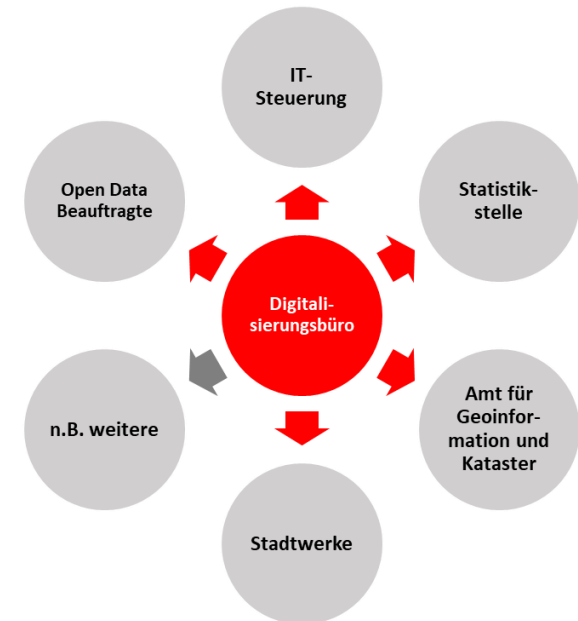 IT-
Steuerung
Open Data
Beauftragte
Statistik-
stelle
Digitali-
sierungsbüro
n.B. weitere
Amt für
Geoinfor-
mation und
Kataster
Stadtwerke